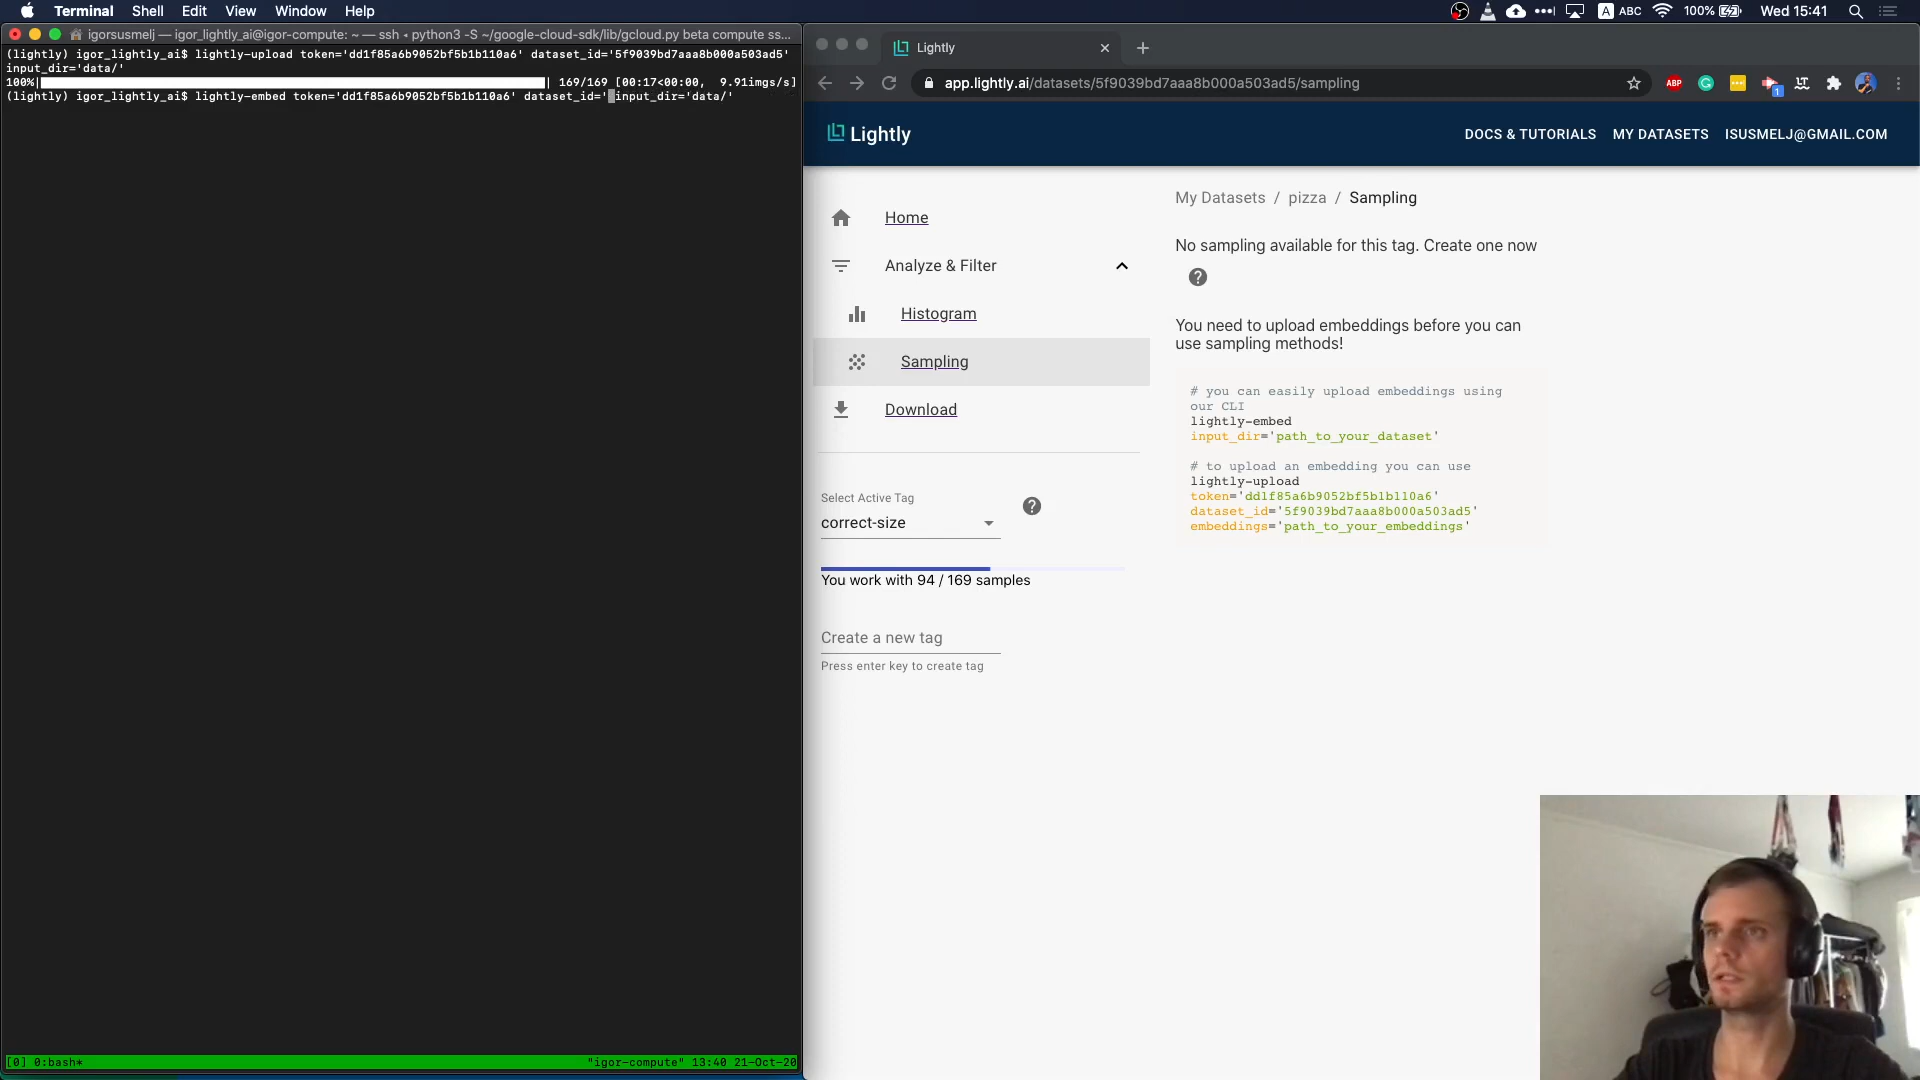 Terminal Shell Edit View Window Help
ABC 100% Wed 15:41
igorsusmelj — igor_lightly_ai@igor-compute: ~ — ssh ◂ python3 -S ~/google-cloud-sdk/lib/gcloud.py beta compute ss...
(lightly) igor_lightly_ai$ lightly-upload token='dd1f85a6b9052bf5b1b110a6' dataset_id='5f9039bd7aaa8b000a503ad5'
input_dir='data/'
100%| | 169/169 [00:17<00:00, 9.91imgs/s]
(lightly) igor_lightly_ai$ lightly-embed token='dd1f85a6b9052bf5b1b110a6' dataset_id=' input_dir='data/'
[0] 0:bash* "igor-compute" 13:40 21-Oct-20
Lightly
app.lightly.ai/datasets/5f9039bd7aaa8b000a503ad5/sampling
ABP
1
Lightly
DOCS & TUTORIALS MY DATASETS ISUSMELJ@GMAIL.COM
Home
Analyze & Filter
Histogram
Sampling
Download
Select Active Tag
correct-size
You work with 94 / 169 samples
Create a new tag
Press enter key to create tag
My Datasets / pizza / Sampling
No sampling available for this tag. Create one now
You need to upload embeddings before you can
use sampling methods!
# you can easily upload embeddings using
our CLI
lightly-embed
input_dir='path_to_your_dataset'
# to upload an embedding you can use
lightly-upload
token='dd1f85a6b9052bf5b1b110a6'
dataset_id='5f9039bd7aaa8b000a503ad5'
embeddings='path_to_your_embeddings'